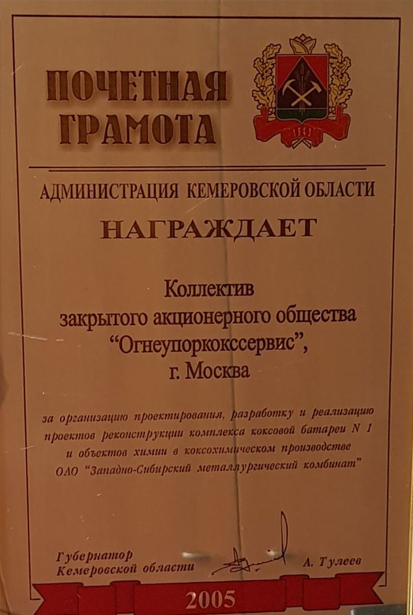 ПОЧЕТНАЯ
ГРАМОТА
1943
АДМИНИСТРАЦИЯ КЕМЕРОВСКОЙ ОБЛАСТИ
НАГРАЖДАЕТ
Коллектив
закрытого акционерного общества
"Огнеупоркокссервис",
г. Москва
за организацию проектирования, разработку и реализацию
проектов реконструкции комплекса коксовой батареи N 1
и объектов химии в коксохимическом производстве
ОАО "Западно-Сибирский металлургический комбинат"
Губернатор
Кемеровской области А. Тулеев
2005